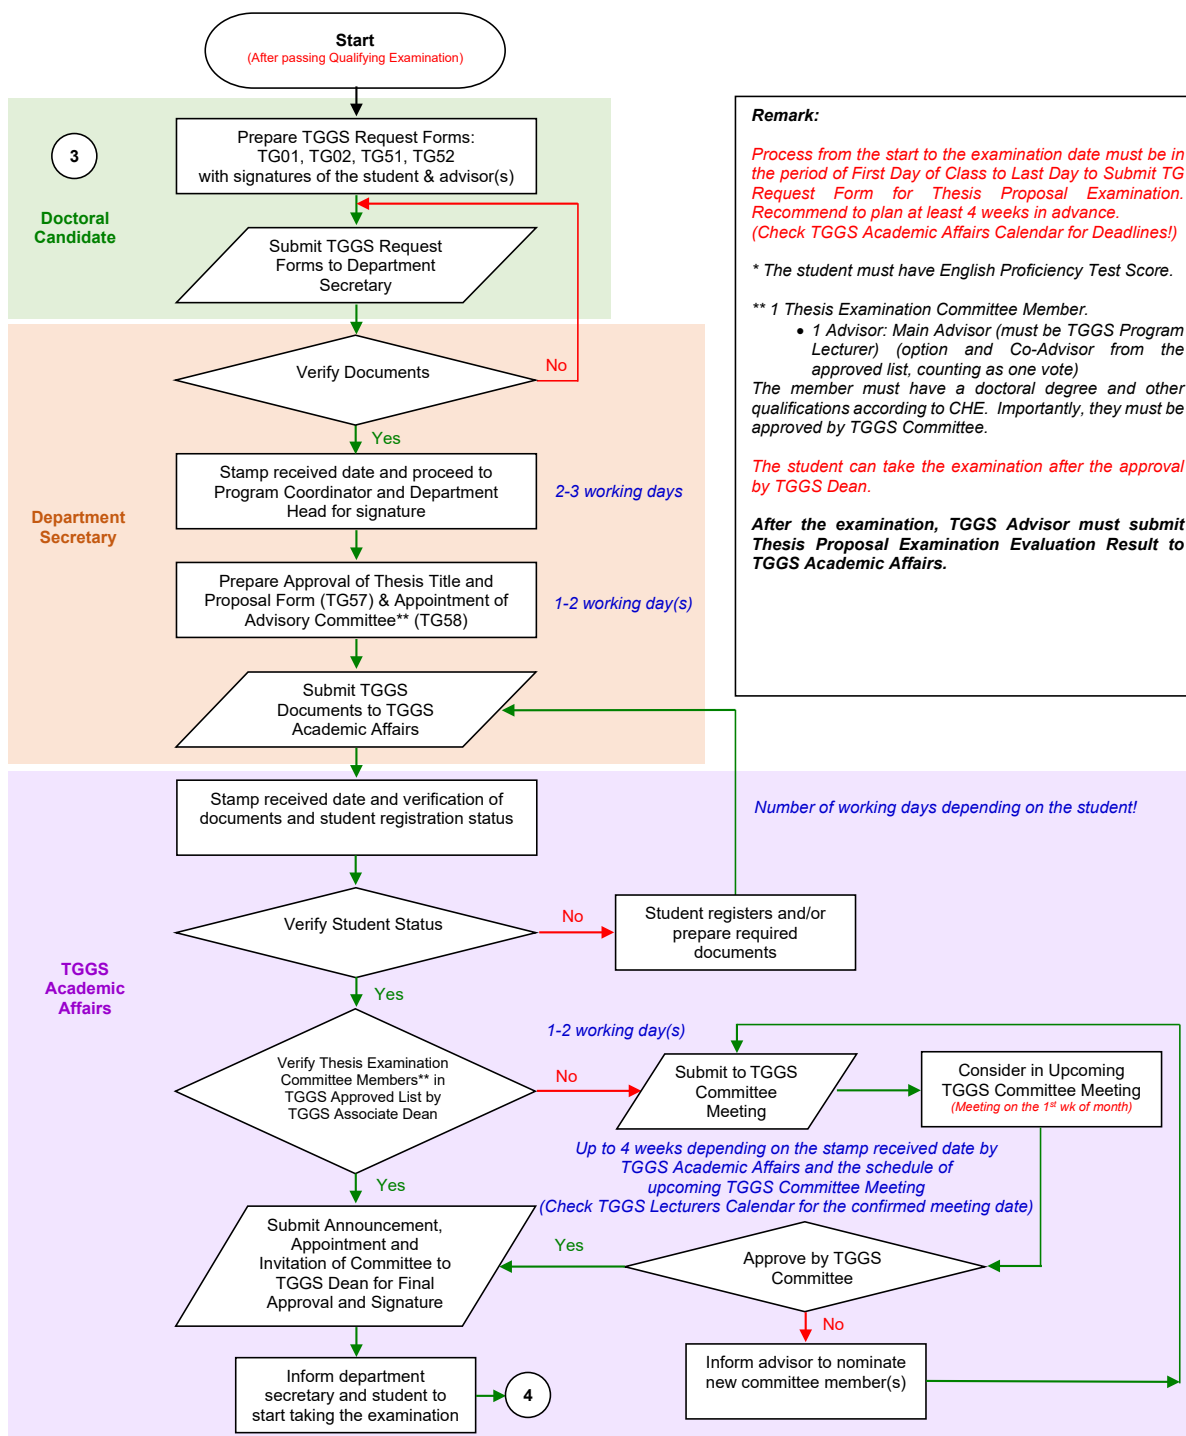 Start
(After passing Qualifying Examination)
3
Doctoral
Candidate
Prepare TGGS Request Forms:
TG01, TG02, TG51, TG52
with signatures of the student & advisor(s)
Submit TGGS Request
Forms to Department
Secretary
Verify Documents
No
Yes
Department
Secretary
Stamp received date and proceed to
Program Coordinator and Department
Head for signature
2-3 working days
Prepare Approval of Thesis Title and
Proposal Form (TG57) & Appointment of
Advisory Committee** (TG58)
1-2 working day(s)
Submit TGGS
Documents to TGGS
Academic Affairs
Remark:
Process from the start to the examination date must be in
the period of First Day of Class to Last Day to Submit TG
Request Form for Thesis Proposal Examination.
Recommend to plan at least 4 weeks in advance.
(Check TGGS Academic Affairs Calendar for Deadlines!)
* The student must have English Proficiency Test Score.
** 1 Thesis Examination Committee Member.
• 1 Advisor: Main Advisor (must be TGGS Program
Lecturer) (option and Co-Advisor from the
approved list, counting as one vote)
The member must have a doctoral degree and other
qualifications according to CHE. Importantly, they must be
approved by TGGS Committee.
The student can take the examination after the approval
by TGGS Dean.
After the examination, TGGS Advisor must submit
Thesis Proposal Examination Evaluation Result to
TGGS Academic Affairs.
Stamp received date and verification of
documents and student registration status
Number of working days depending on the student!
Verify Student Status
No
Student registers and/or
prepare required
documents
Yes
TGGS
Academic
Affairs
Verify Thesis Examination
Committee Members** in
TGGS Approved List by
TGGS Associate Dean
1-2 working day(s)
No
Submit to TGGS
Committee
Meeting
Consider in Upcoming
TGGS Committee Meeting
(Meeting on the 1st wk of month)
Up to 4 weeks depending on the stamp received date by
TGGS Academic Affairs and the schedule of
upcoming TGGS Committee Meeting
(Check TGGS Lecturers Calendar for the confirmed meeting date)
Yes
Submit Announcement,
Appointment and
Invitation of Committee to
TGGS Dean for Final
Approval and Signature
Yes
Approve by TGGS
Committee
No
Inform advisor to nominate
new committee member(s)
Inform department
secretary and student to
start taking the examination
4